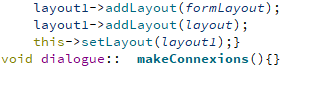 layout1->addLayout(formLayout);
layout1->addLayout(layout);
this->setLayout(layout1);}
void dialogue::  makeConnexions(){}